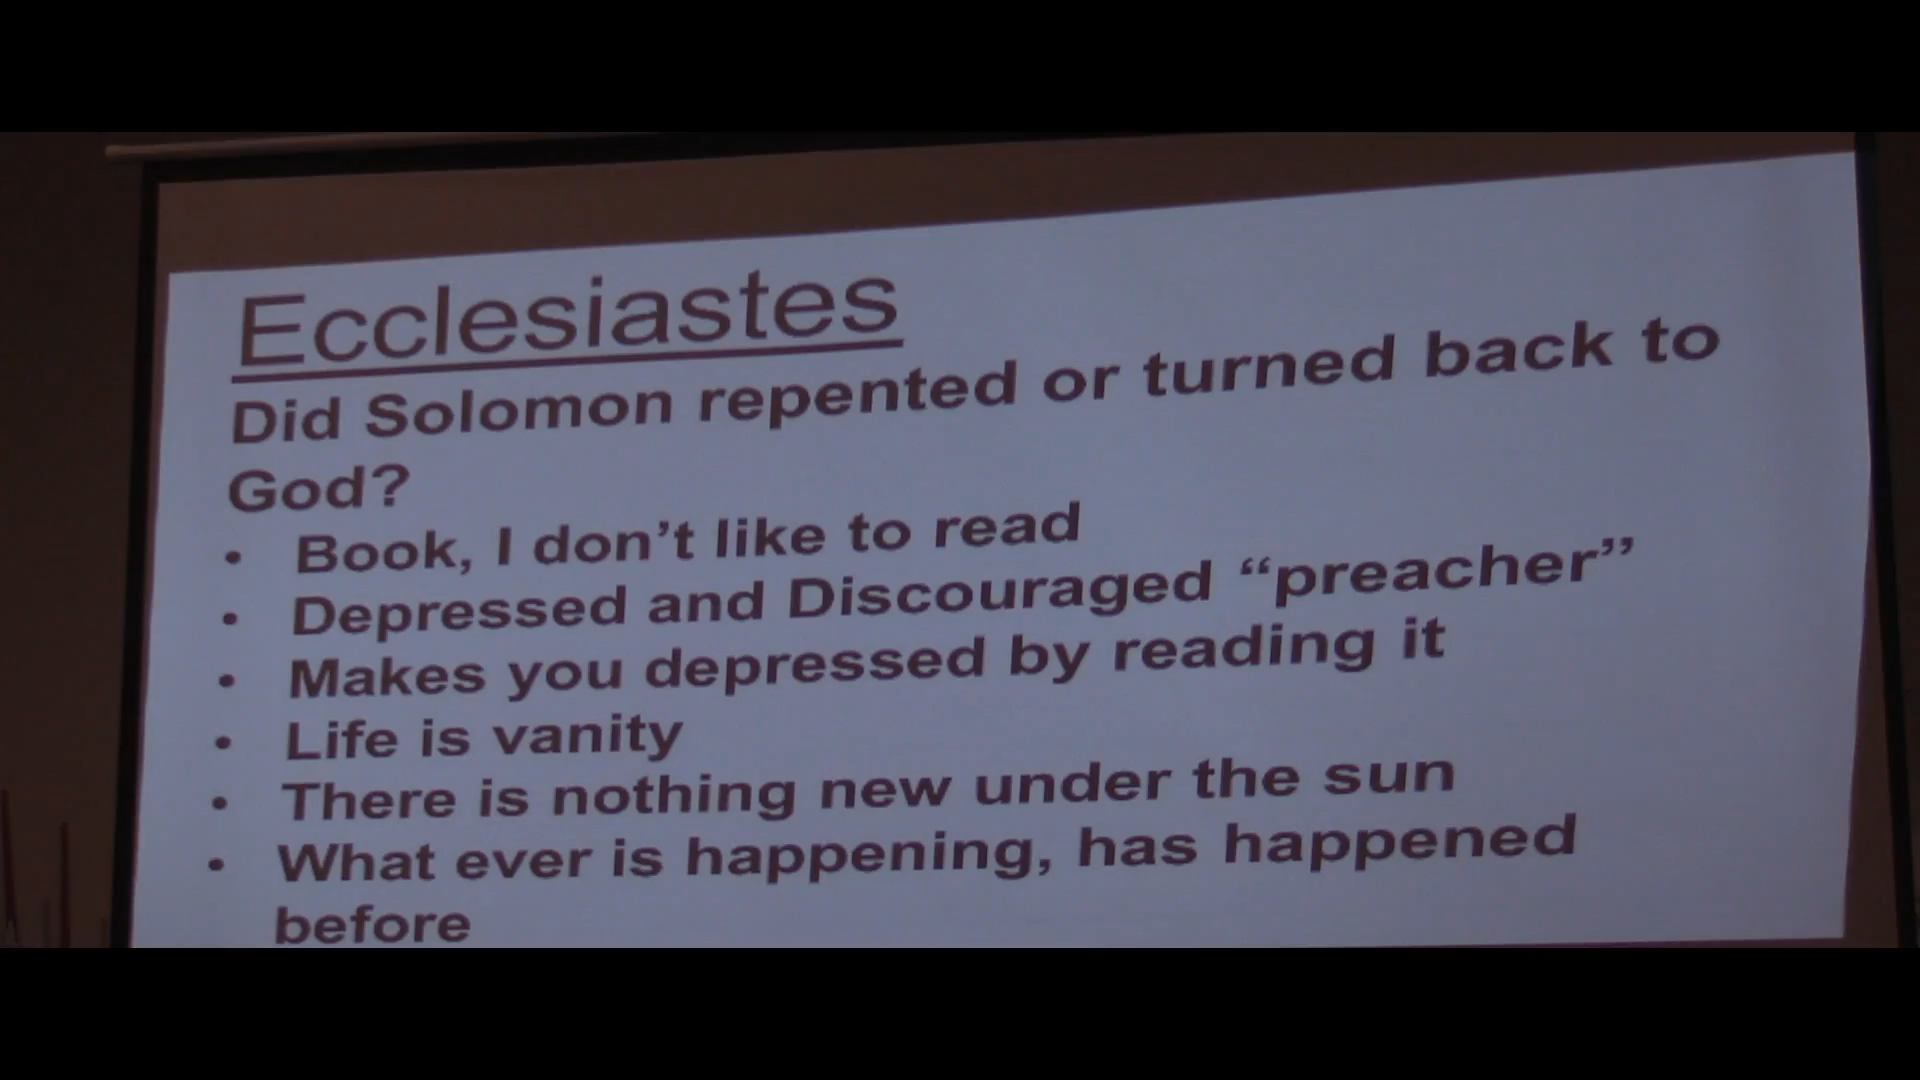 Ecclesiastes
Did Solomon repented or turned back to
God?
• Book, I don’t like to read
• Depressed and Discouraged “preacher”
• Makes you depressed by reading it
• Life is vanity
• There is nothing new under the sun
• What ever is happening, has happened
before